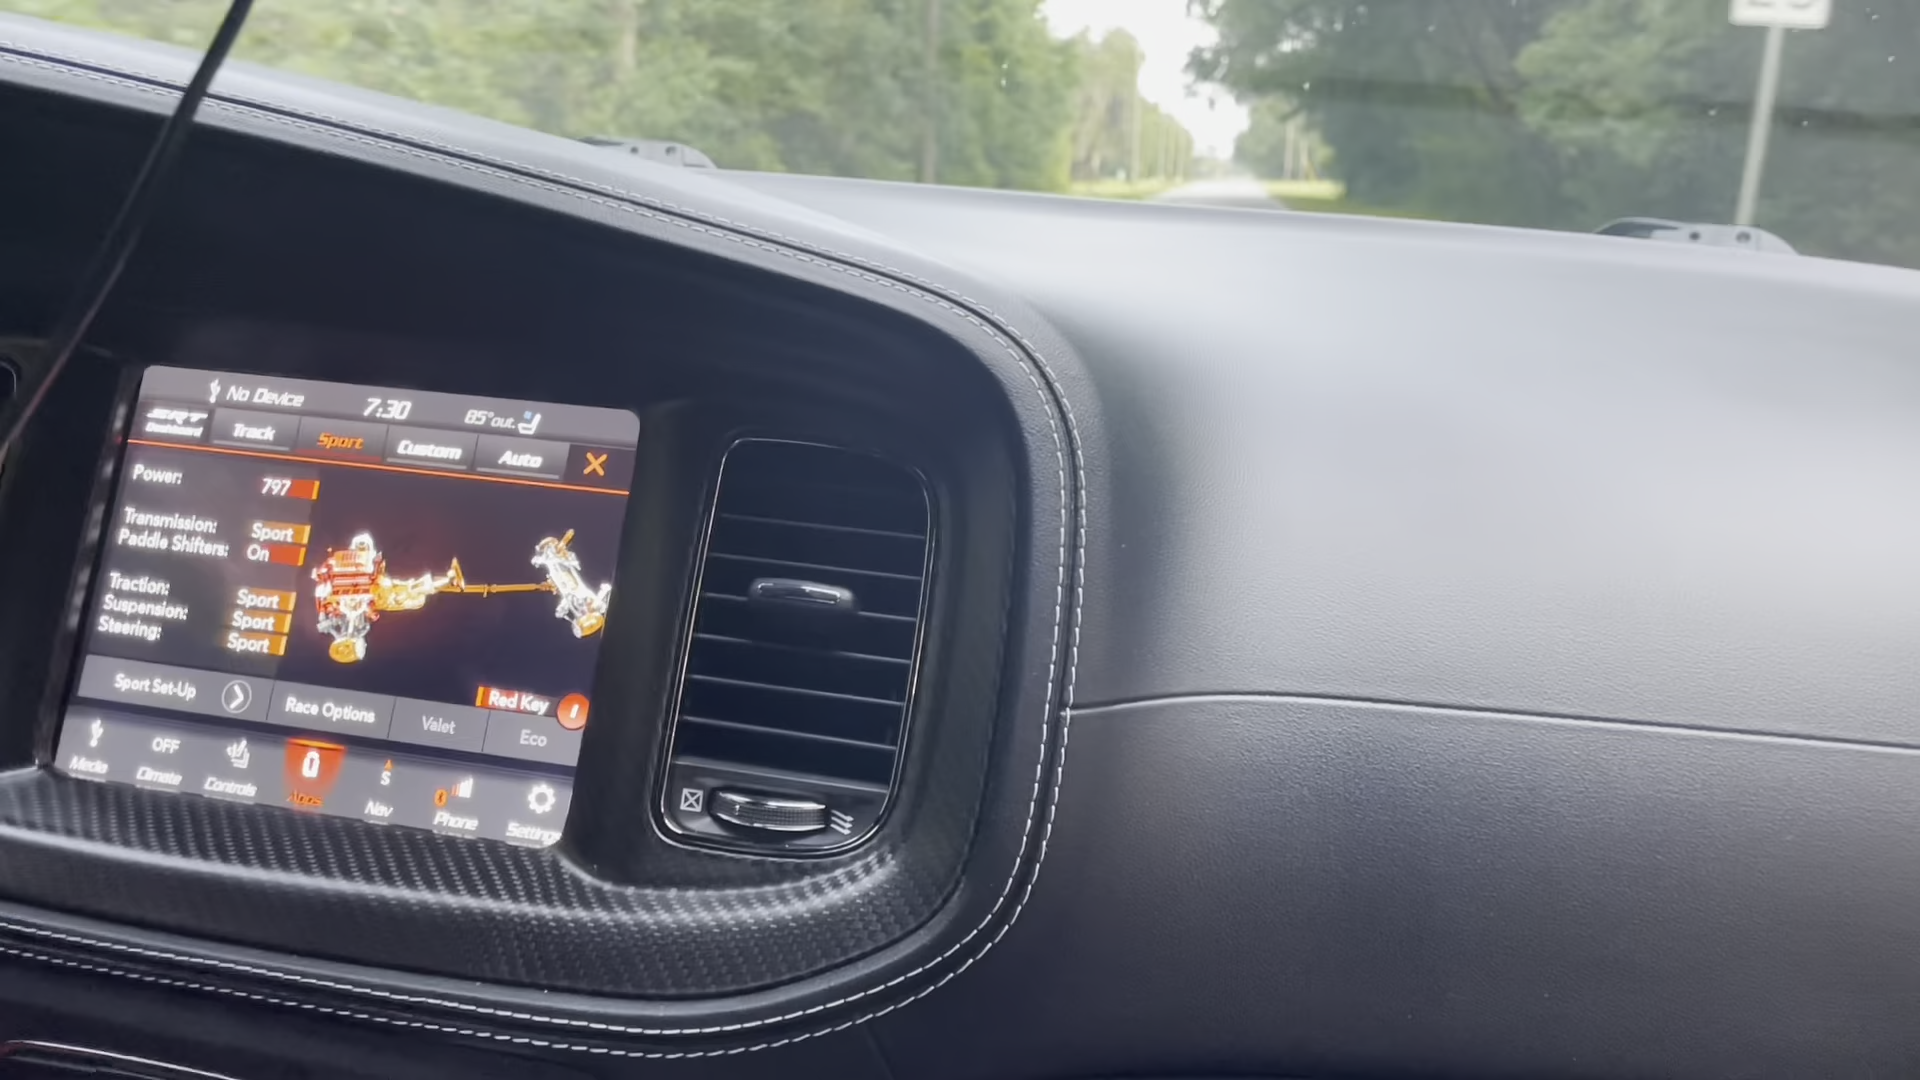 No Device 7:30 85° out.
SRT Dashboard Track Sport Custom Auto X
Power: 797
Transmission: Sport
Paddle Shifters: On
Traction: Sport
Suspension: Sport
Steering: Sport
Red Key
Sport Set-Up Race Options Valet Eco
OFF S
Media Climate Controls Apps Nav Phone Settings